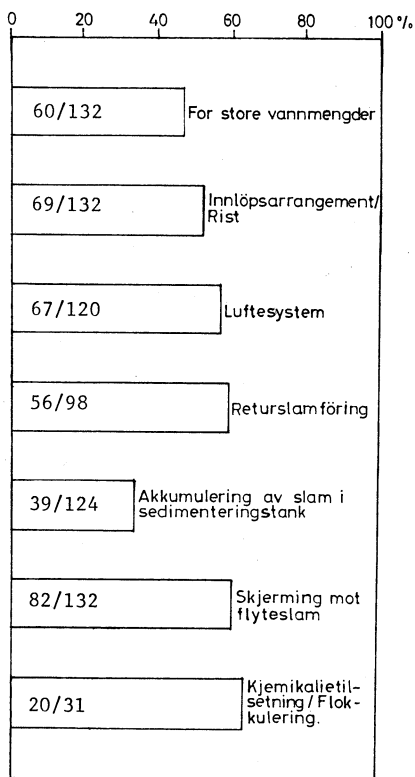 0 20 40 60 80 100 %
60/132 For store vannmengder
69/132 Innlöpsarrangement/
Rist
67/120 Luftesystem
56/98 Returslamföring
39/124 Akkumulering av slam i
sedimenteringstank
82/132 Skjerming mot
flyteslam
20/31 Kjemikalietil-
setning/Flok-
kulering.